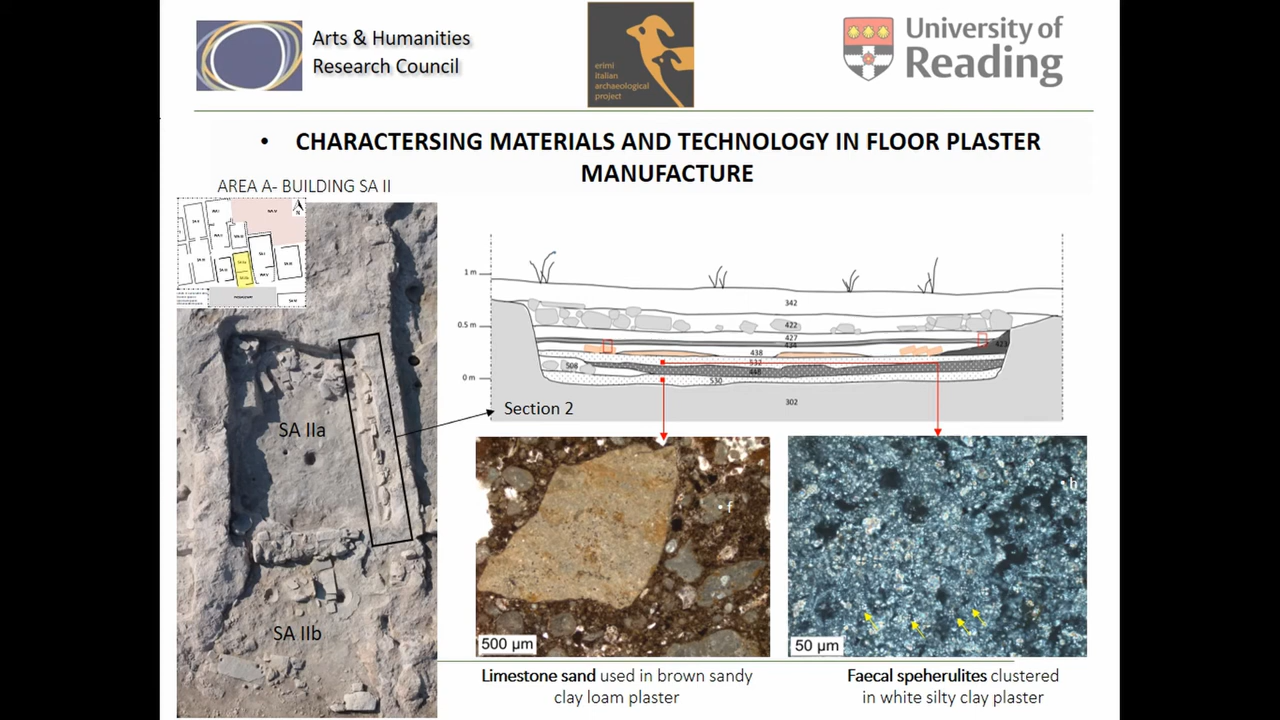 Arts & Humanities
Research Council
erimi
italian
archaeological
project
University of
Reading
• CHARACTERSING MATERIALS AND TECHNOLOGY IN FLOOR PLASTER
MANUFACTURE
AREA A- BUILDING SA II
N
1 m
342
0.5 m
422
427
423
438
532
508
0 m
530
302
Section 2
SA IIa
SA IIb
f
h
500 µm
50 µm
Limestone sand used in brown sandy
clay loam plaster
Faecal speherulites clustered
in white silty clay plaster